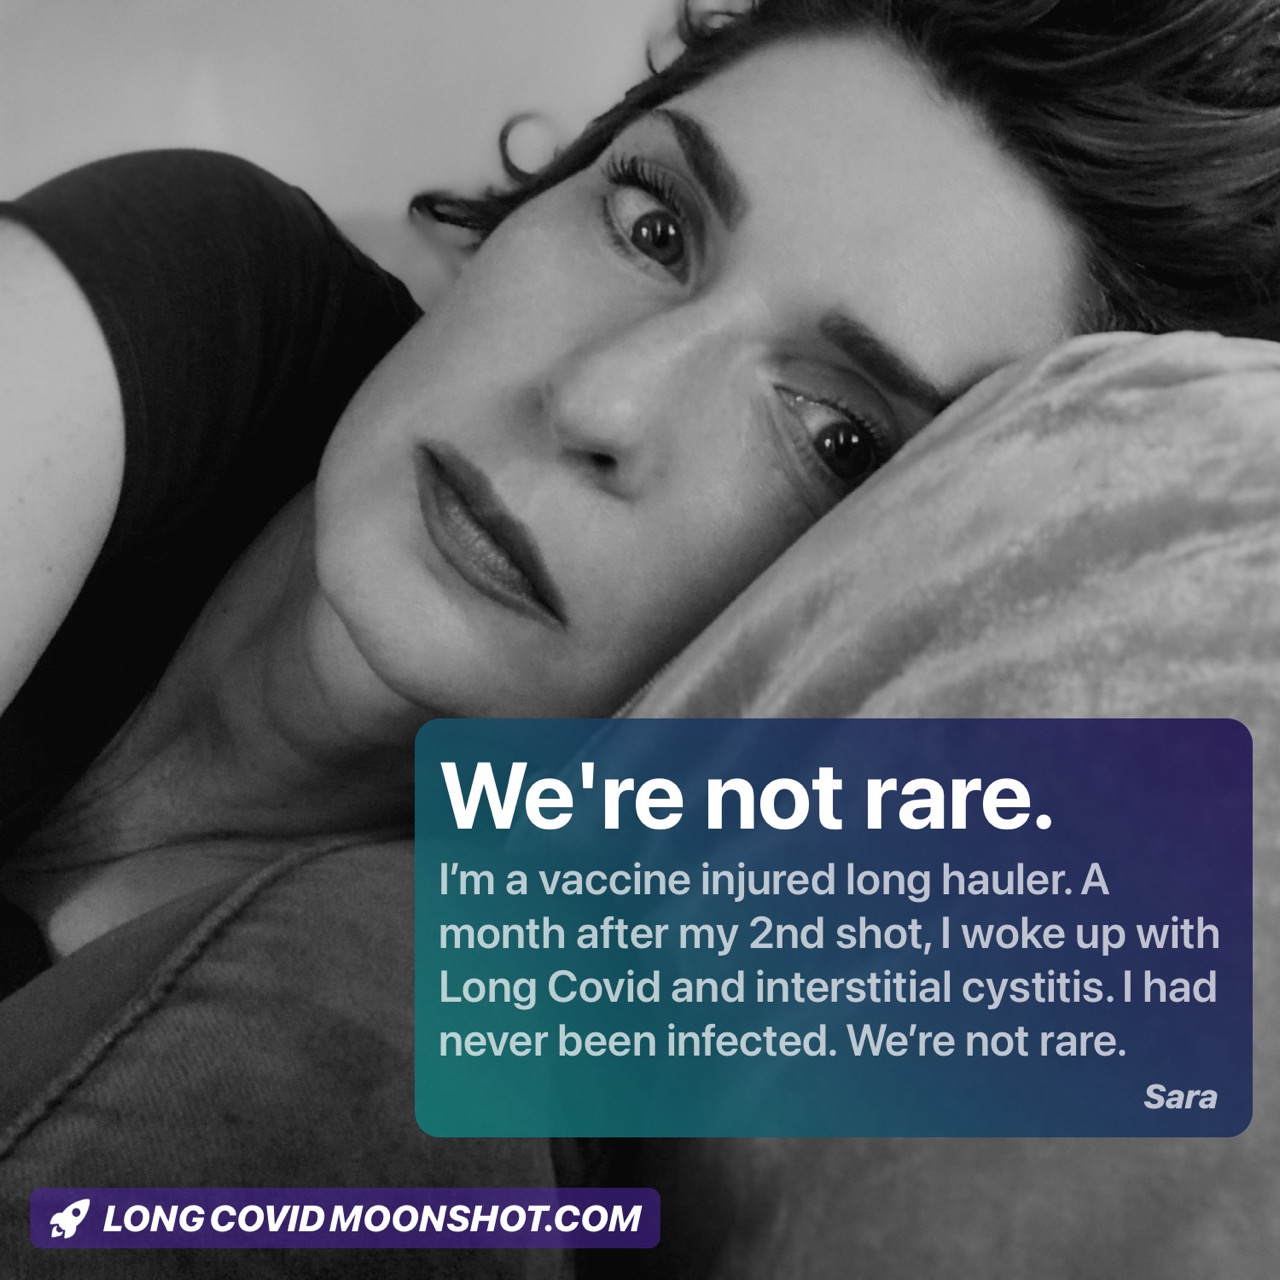 We're not rare.
I’m a vaccine injured long hauler. A
month after my 2nd shot, I woke up with
Long Covid and interstitial cystitis. I had
never been infected. We’re not rare.
Sara
LONG COVID MOONSHOT.COM